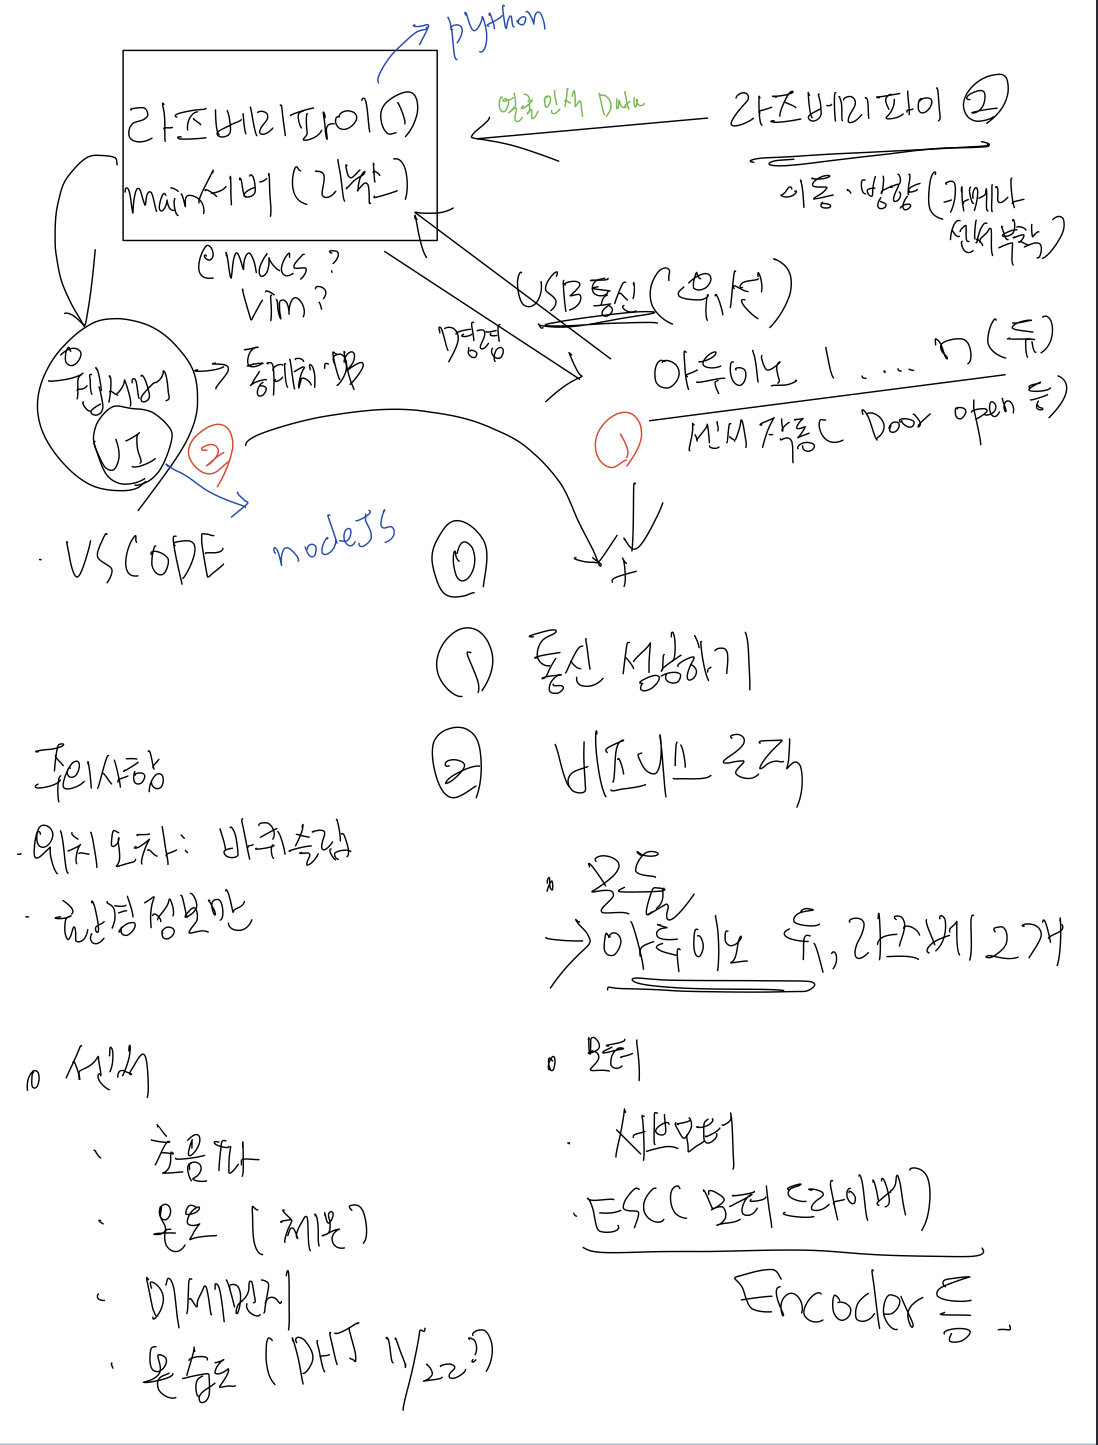 python
라즈베리파이 ①
main서버 (리눅스)
얼굴인식 Data
라즈베리파이 ②
이동·방향 (카메라
센서부착)
emacs?
vim?
USB통신 (유,선)
명령
웹서버
UI
→ 통계치·DB
②
아두이노 1 .... n (두)
①
센서 작동( Door open 등)
nodeJS
· VSCODE
⓪
+
① 통신 성공하기
② 비즈니스 로직
주의사항
· 위치 오차: 바퀴슬립
· 환경정보만
· 모듈
→ 아두이노 두, 라즈베 2개
· 센서
· 초음파
· 온도 (체온)
· 미세먼지
· 온습도 (DHT 11/22?)
· 모터
· 서브모터
· ESC( 모터드라이버)
Encoder 등.